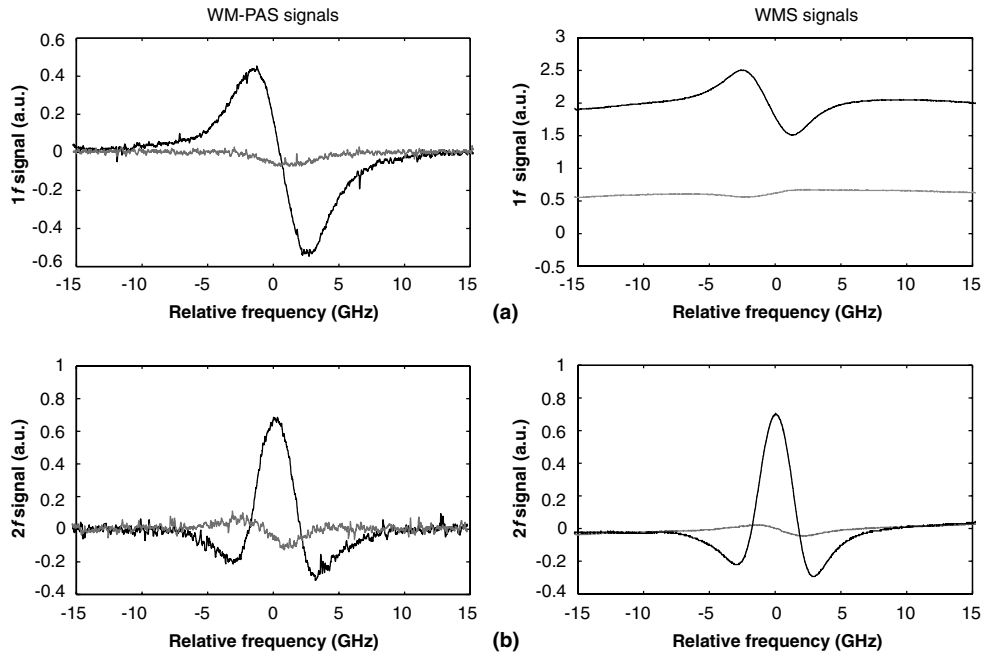 WM-PAS signals
WMS signals
0.6
0.4
0.2
0
-0.2
-0.4
-0.6
1f signal (a.u.)
-15 -10 -5 0 5 10 15
Relative frequency (GHz)
3
2.5
2
1.5
1
0.5
0
-0.5
1f signal (a.u.)
-15 -10 -5 0 5 10 15
Relative frequency (GHz)
(a)
1
0.8
0.6
0.4
0.2
0
-0.2
-0.4
2f signal (a.u.)
-15 -10 -5 0 5 10 15
Relative frequency (GHz)
1
0.8
0.6
0.4
0.2
0
-0.2
-0.4
2f signal (a.u.)
-15 -10 -5 0 5 10 15
Relative frequency (GHz)
(b)